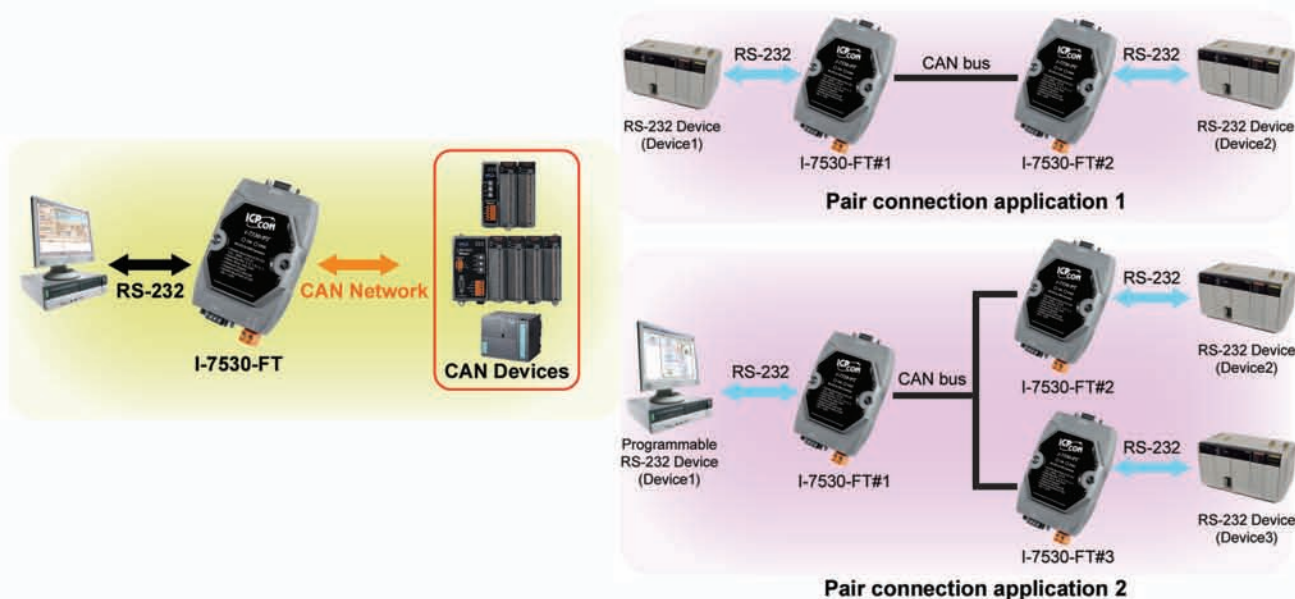 RS-232
I-7530-FT
CAN Network
CAN Devices
RS-232 Device
(Device1)
RS-232
I-7530-FT#1
CAN bus
I-7530-FT#2
RS-232
RS-232 Device
(Device2)
Pair connection application 1
Programmable
RS-232 Device
(Device1)
RS-232
I-7530-FT#1
CAN bus
I-7530-FT#2
RS-232
RS-232 Device
(Device2)
I-7530-FT#3
RS-232
RS-232 Device
(Device3)
Pair connection application 2